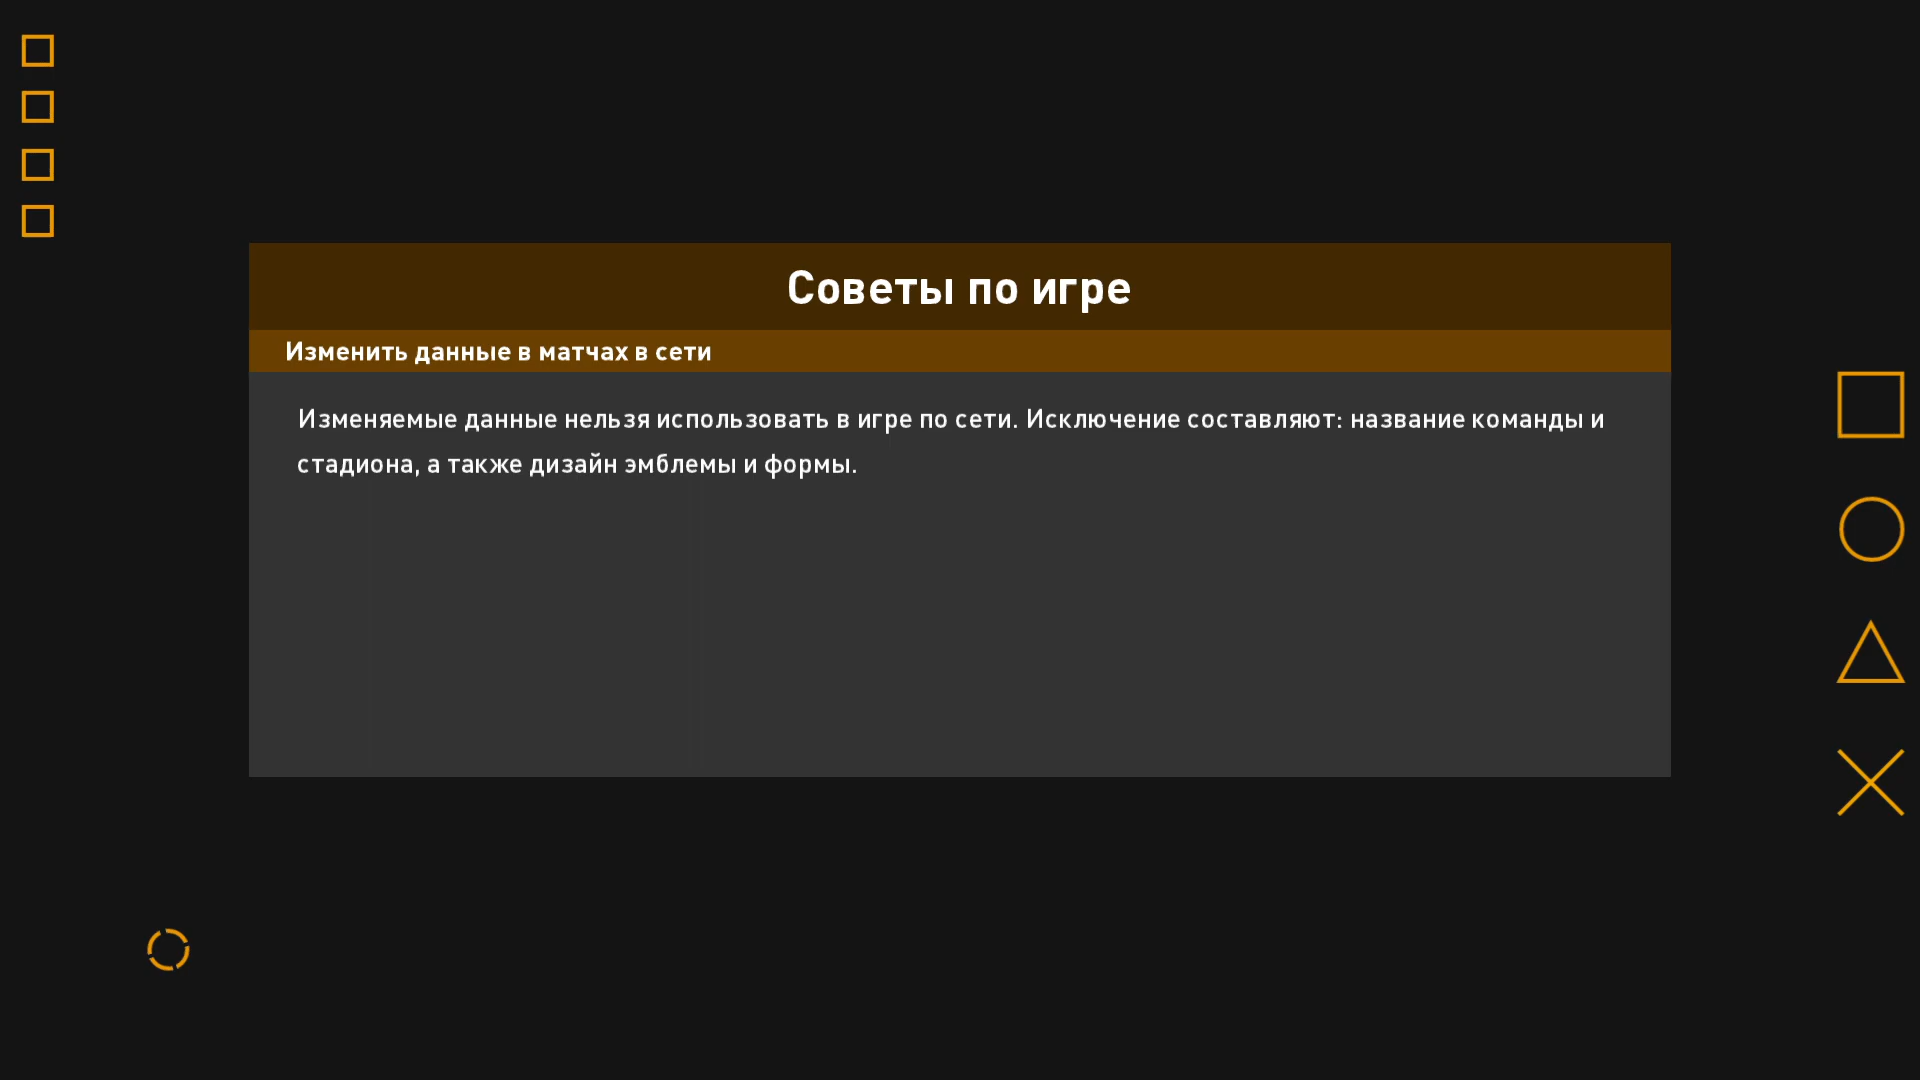 Советы по игре
Изменить данные в матчах в сети
Изменяемые данные нельзя использовать в игре по сети. Исключение составляют: название команды и
стадиона, а также дизайн эмблемы и формы.